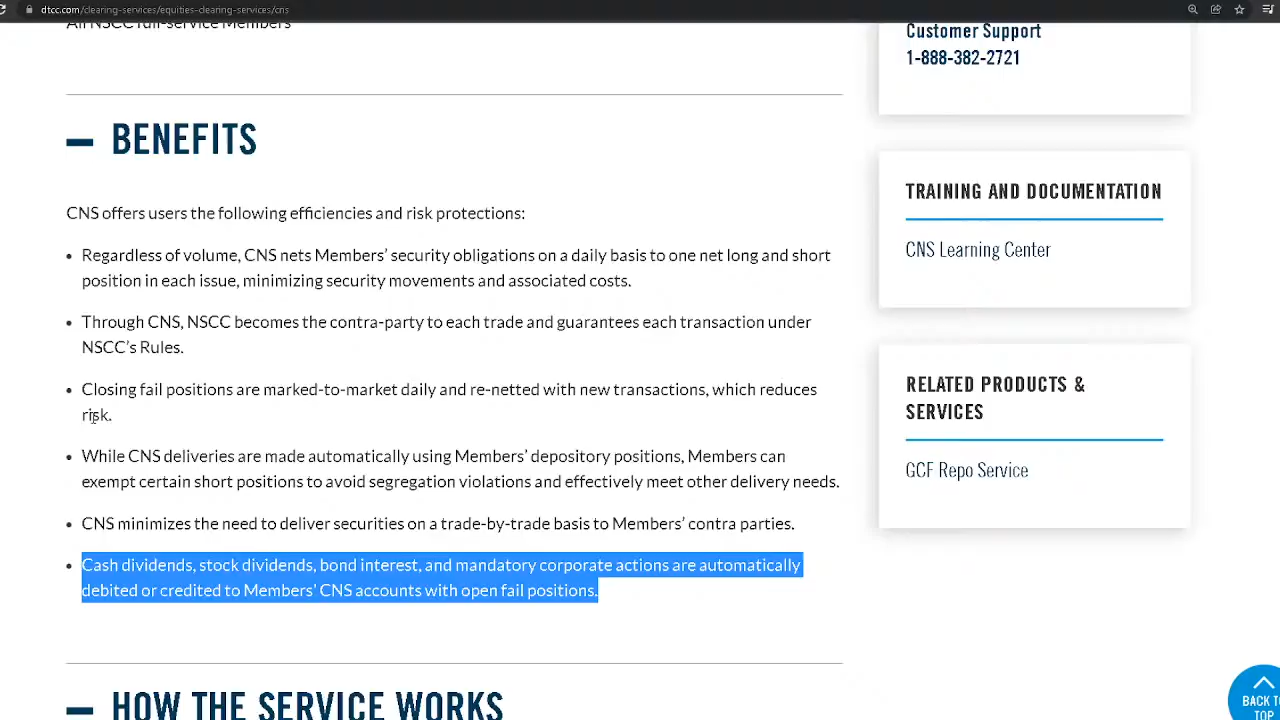 dtcc.com/clearing-services/equities-clearing-services/cns
All NSCC full-service Members
BENEFITS
CNS offers users the following efficiencies and risk protections:
Regardless of volume, CNS nets Members’ security obligations on a daily basis to one net long and short
position in each issue, minimizing security movements and associated costs.
Through CNS, NSCC becomes the contra-party to each trade and guarantees each transaction under
NSCC’s Rules.
Closing fail positions are marked-to-market daily and re-netted with new transactions, which reduces
risk.
While CNS deliveries are made automatically using Members’ depository positions, Members can
exempt certain short positions to avoid segregation violations and effectively meet other delivery needs.
CNS minimizes the need to deliver securities on a trade-by-trade basis to Members’ contra parties.
Cash dividends, stock dividends, bond interest, and mandatory corporate actions are automatically
debited or credited to Members' CNS accounts with open fail positions.
HOW THE SERVICE WORKS
Customer Support
1-888-382-2721
TRAINING AND DOCUMENTATION
CNS Learning Center
RELATED PRODUCTS &
SERVICES
GCF Repo Service
BACK TO
TOP